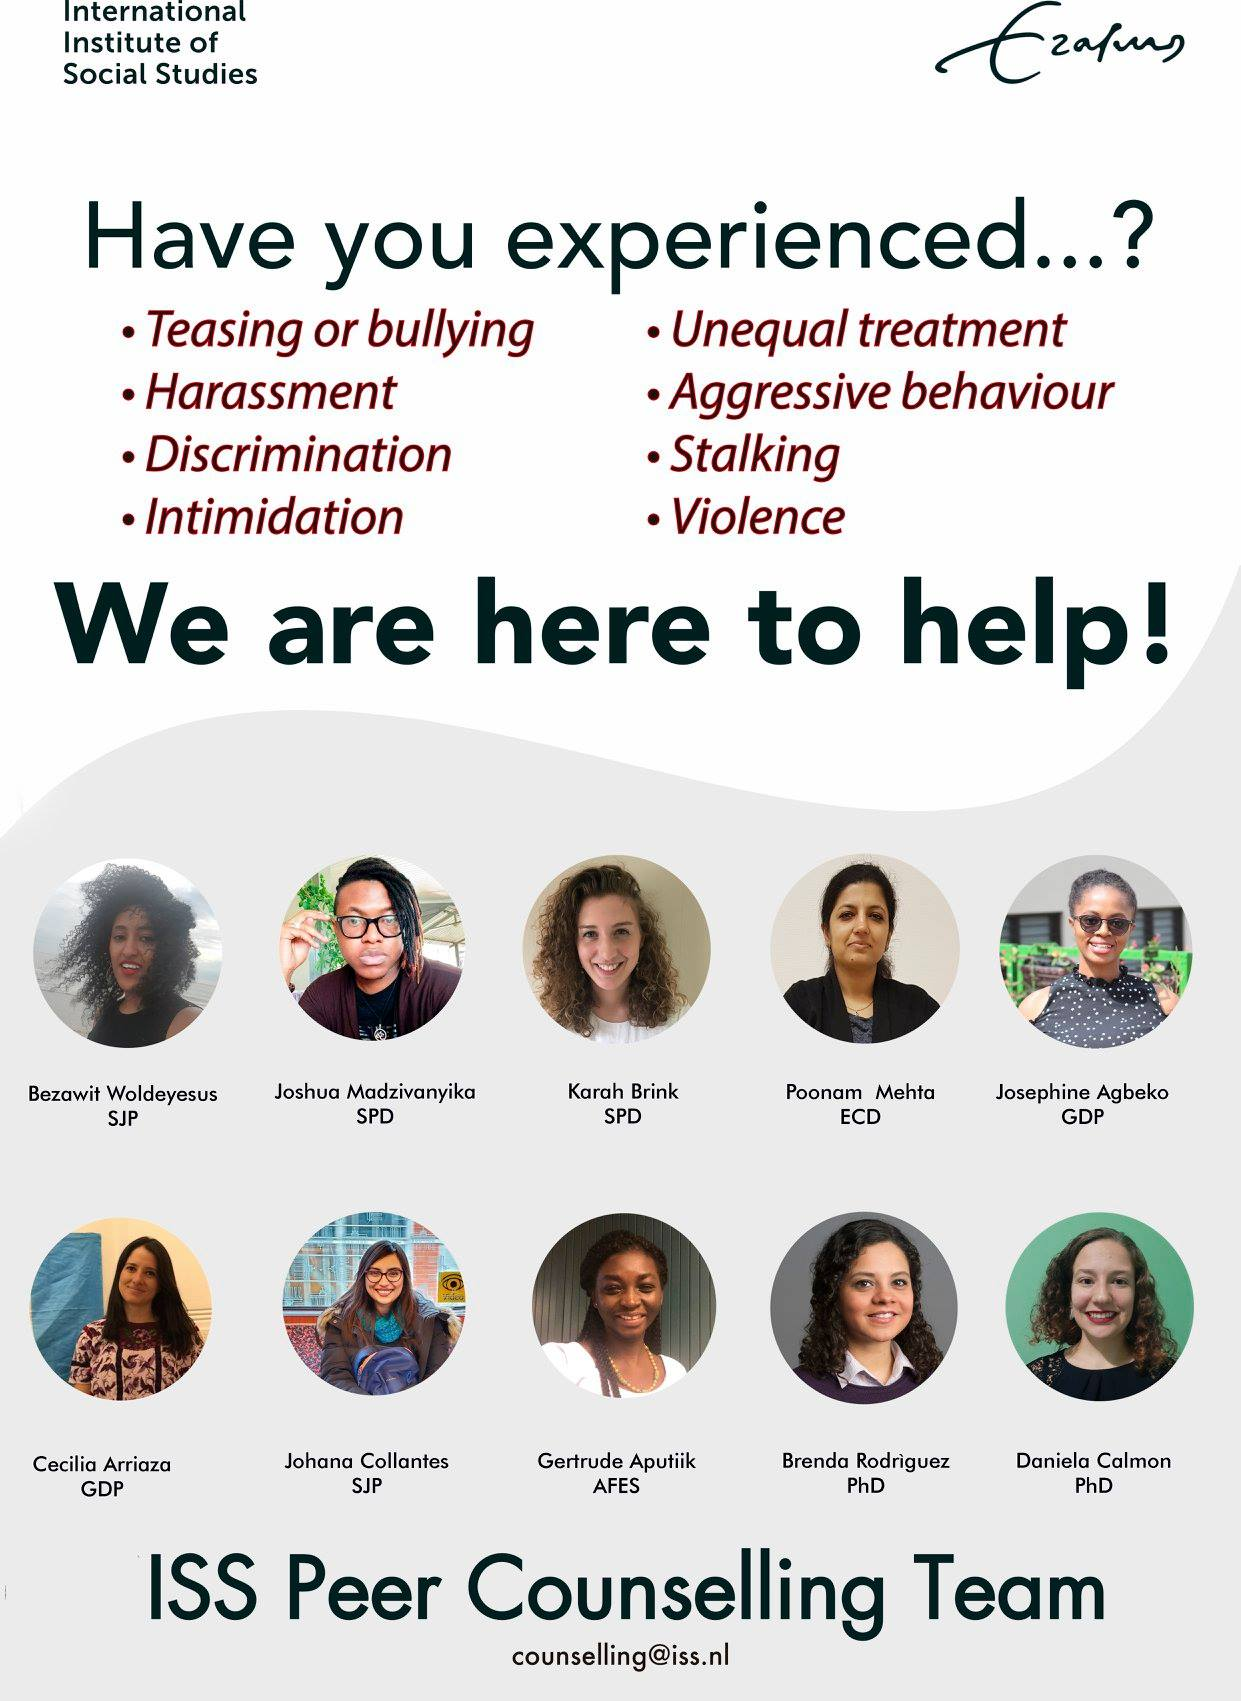 International
Institute of
Social Studies
Erasmus
Have you experienced...?
• Teasing or bullying
• Harassment
• Discrimination
• Intimidation
• Unequal treatment
• Aggressive behaviour
• Stalking
• Violence
We are here to help!
Bezawit Woldeyesus
SJP
Joshua Madzivanyika
SPD
Karah Brink
SPD
Poonam  Mehta
ECD
Josephine Agbeko
GDP
Video
Cecilia Arriaza
GDP
Johana Collantes
SJP
Gertrude Aputiik
AFES
Brenda Rodrìguez
PhD
Daniela Calmon
PhD
ISS Peer Counselling Team
counselling@iss.nl